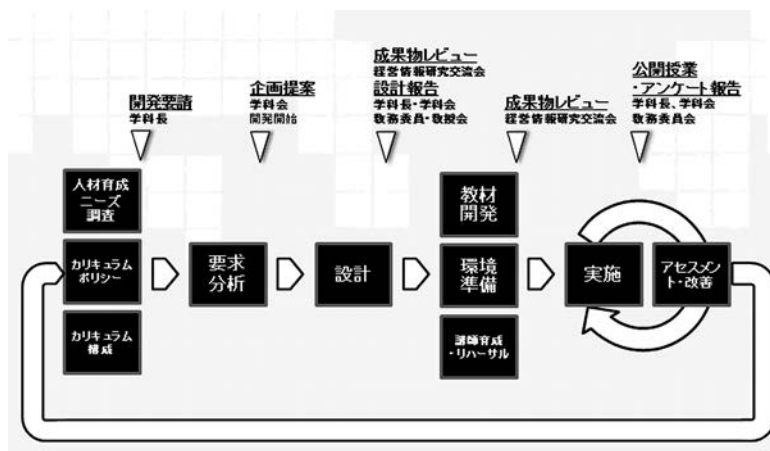 開発要請
学科長
企画提案
学科会
開発開始
成果物レビュー
経営情報研究交流会
設計報告
学科長・学科会
教務委員・教授会
成果物レビュー
経営情報研究交流会
公開授業
・アンケート報告
学科長、学科会
教務委員会
人材育成
ニーズ
調査
カリキュラム
ポリシー
カリキュラム
構成
要求
分析
設計
教材
開発
環境
準備
講師育成
・リハーサル
実施
アセスメン
ト・改善